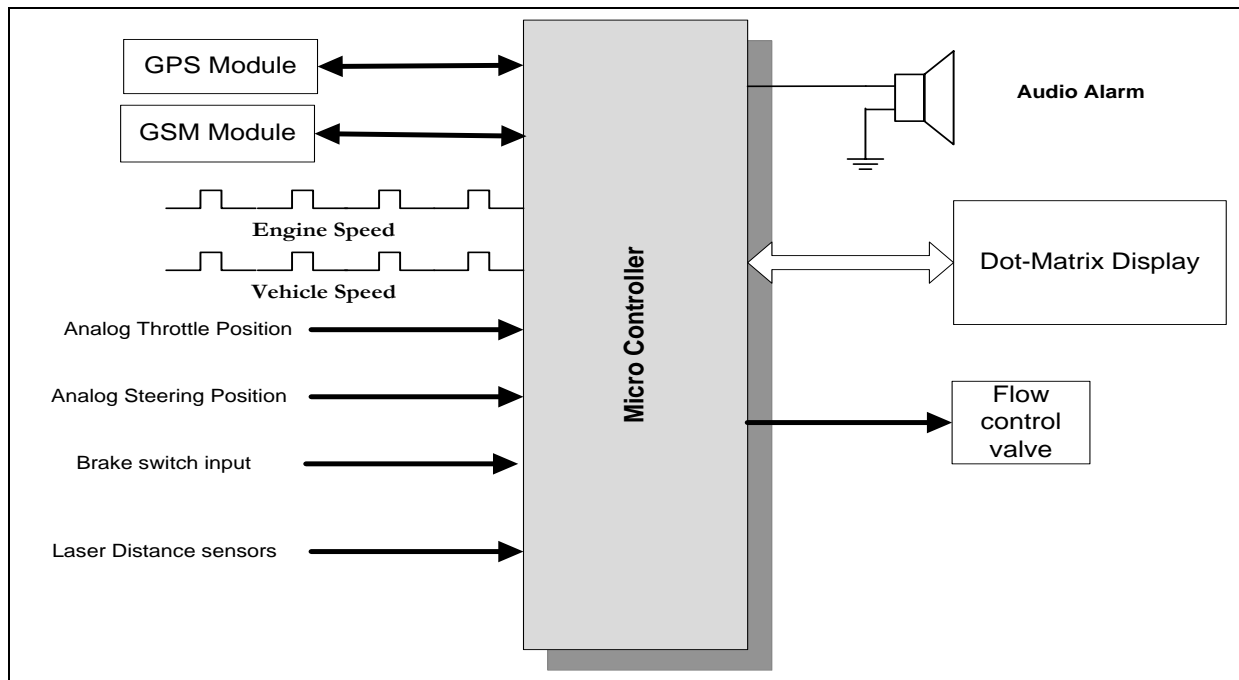 GPS Module
GSM Module
Engine Speed
Vehicle Speed
Analog Throttle Position
Analog Steering Position
Brake switch input
Laser Distance sensors
Micro Controller
Audio Alarm
Dot-Matrix Display
Flow
control
valve